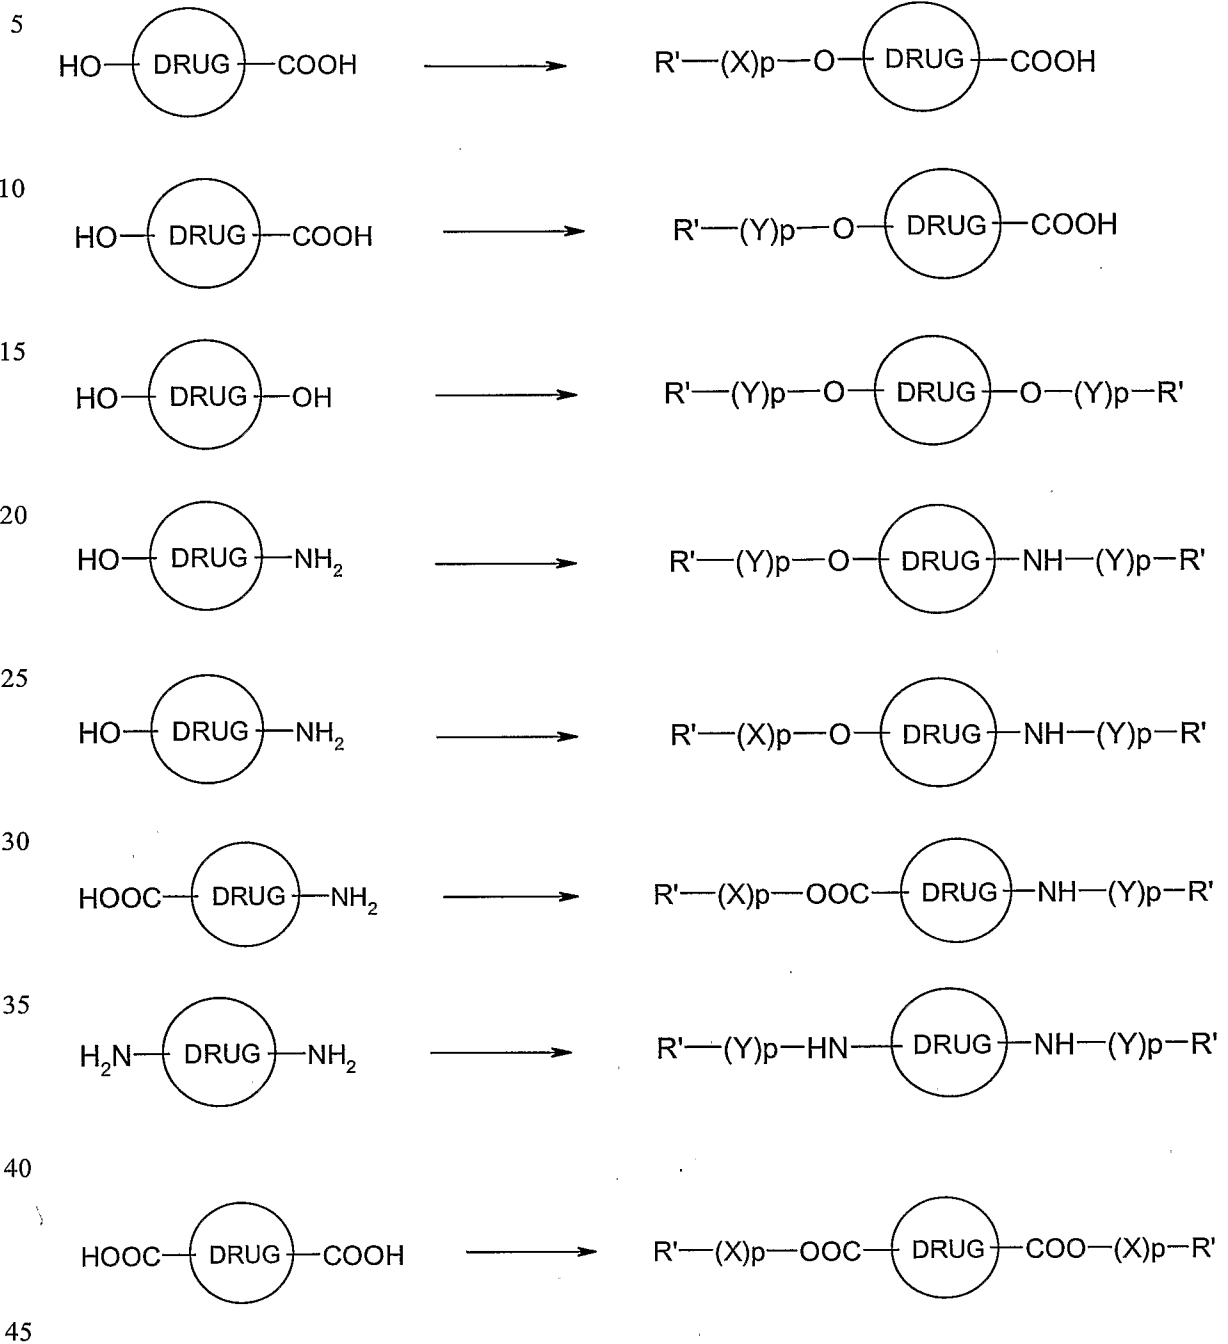 5
HO—DRUG—COOH R'—(X)p—O—DRUG—COOH
10
HO—DRUG—COOH R'—(Y)p—O—DRUG—COOH
15
HO—DRUG—OH R'—(Y)p—O—DRUG—O—(Y)p—R'
20
HO—DRUG—NH₂ R'—(Y)p—O—DRUG—NH—(Y)p—R'
25
HO—DRUG—NH₂ R'—(X)p—O—DRUG—NH—(Y)p—R'
30
HOOC—DRUG—NH₂ R'—(X)p—OOC—DRUG—NH—(Y)p—R'
35
H₂N—DRUG—NH₂ R'—(Y)p—HN—DRUG—NH—(Y)p—R'
40
HOOC—DRUG—COOH R'—(X)p—OOC—DRUG—COO—(X)p—R'
45